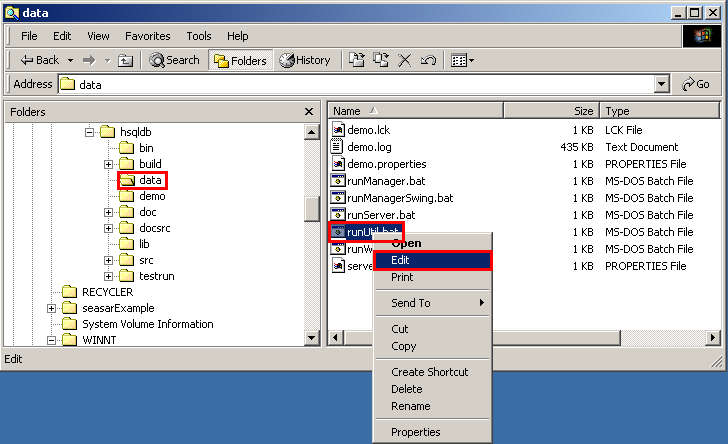 data
File Edit View Favorites Tools Help
Back Search Folders History
Address data Go
Folders
hsqldb
bin
build
data
demo
doc
docsrc
lib
src
testrun
RECYCLER
seasarExample
System Volume Information
WINNT
Name Size Type
demo.lck 1 KB LCK File
demo.log 435 KB Text Document
demo.properties 1 KB PROPERTIES File
runManager.bat 1 KB MS-DOS Batch File
runManagerSwing.bat 1 KB MS-DOS Batch File
runServer.bat 1 KB MS-DOS Batch File
runUtil.bat 1 KB MS-DOS Batch File
runW 1 KB MS-DOS Batch File
serve 1 KB PROPERTIES File
Open
Edit
Print
Send To
Cut
Copy
Create Shortcut
Delete
Rename
Properties
Edit